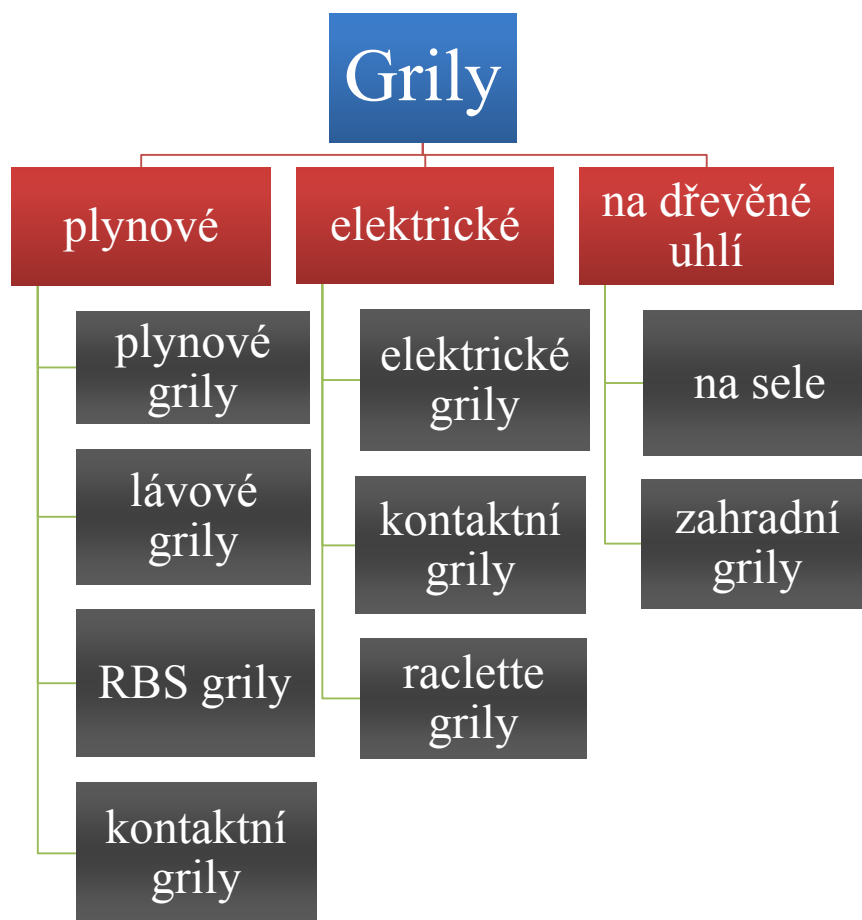 Grily
plynové
plynové
grily
lávové
grily
RBS grily
kontaktní
grily
elektrické
elektrické
grily
kontaktní
grily
raclette
grily
na dřevěné
uhlí
na sele
zahradní
grily